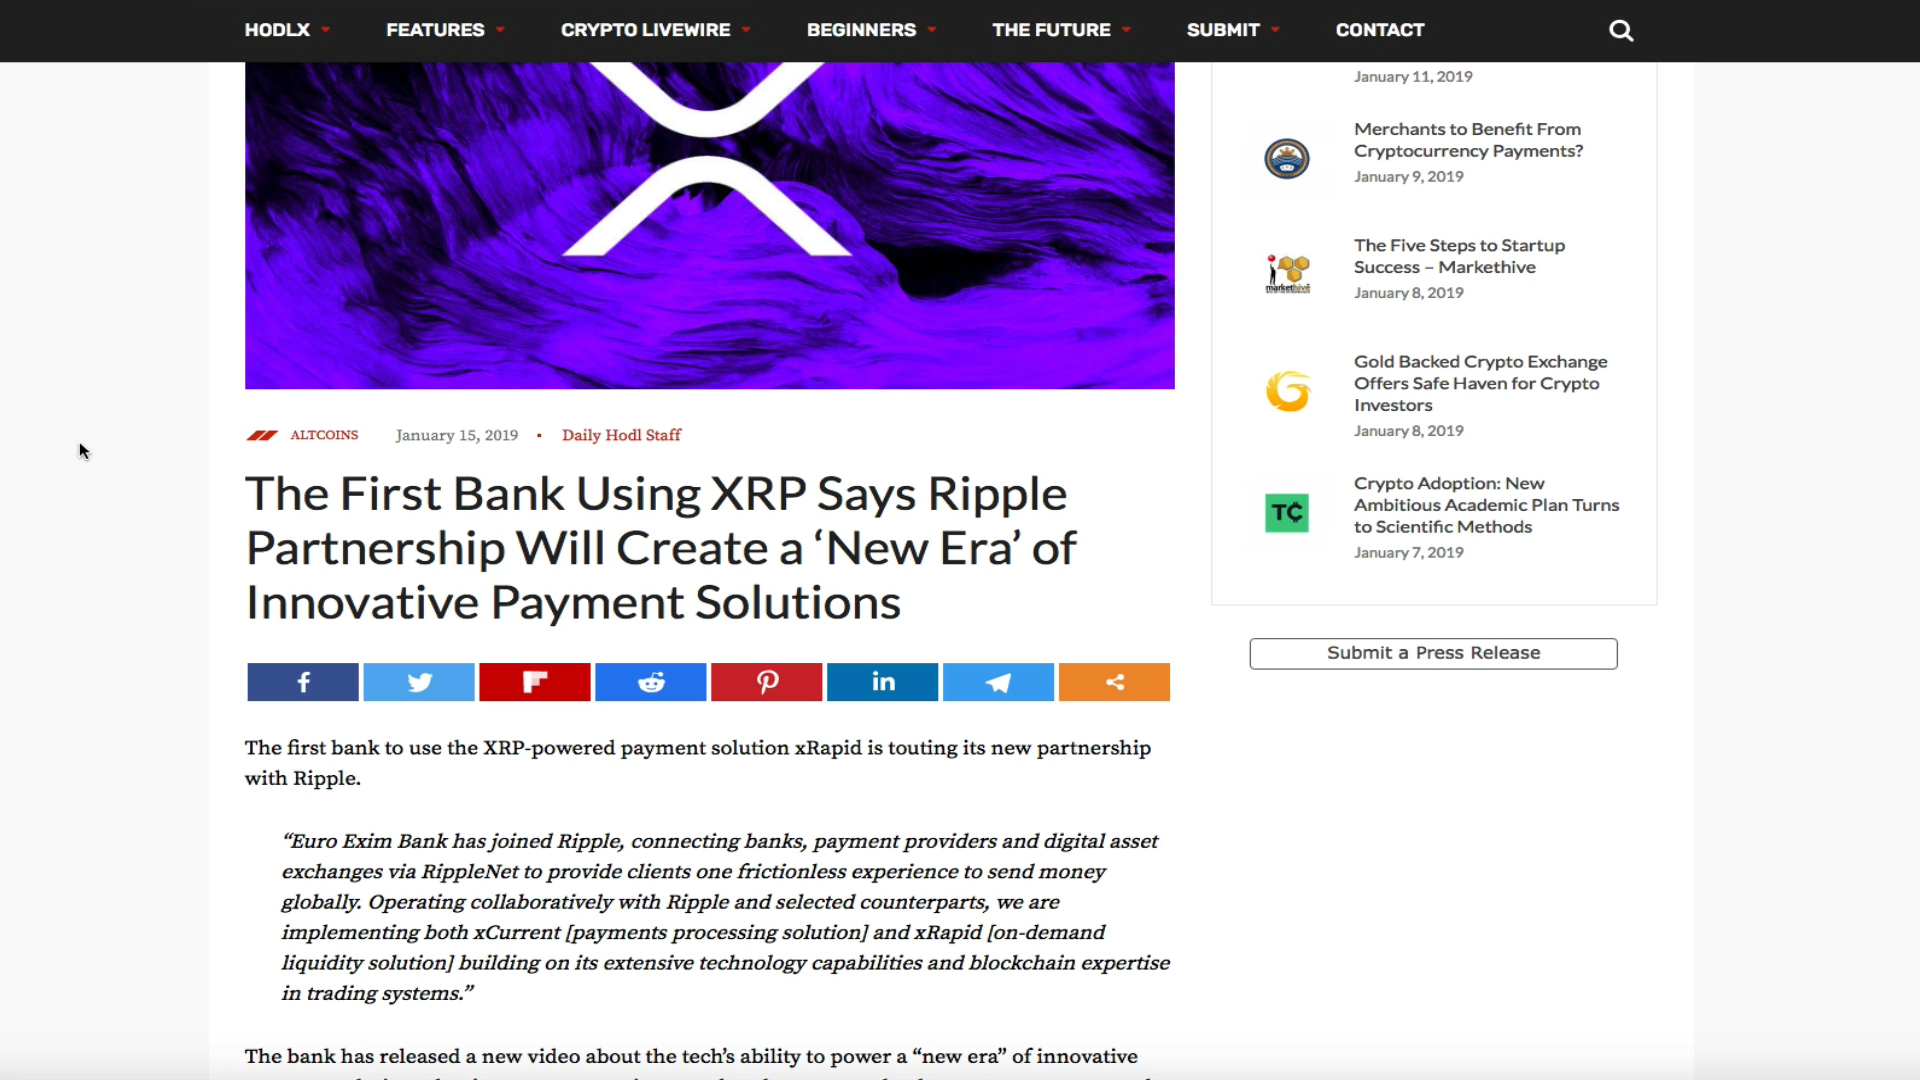 HODLX FEATURES CRYPTO LIVEWIRE BEGINNERS THE FUTURE SUBMIT CONTACT
ALTCOINS January 15, 2019 • Daily Hodl Staff
The First Bank Using XRP Says Ripple
Partnership Will Create a ‘New Era’ of
Innovative Payment Solutions
The first bank to use the XRP-powered payment solution xRapid is touting its new partnership
with Ripple.
“Euro Exim Bank has joined Ripple, connecting banks, payment providers and digital asset
exchanges via RippleNet to provide clients one frictionless experience to send money
globally. Operating collaboratively with Ripple and selected counterparts, we are
implementing both xCurrent [payments processing solution] and xRapid [on-demand
liquidity solution] building on its extensive technology capabilities and blockchain expertise
in trading systems.”
The bank has released a new video about the tech’s ability to power a “new era” of innovative
January 11, 2019
Merchants to Benefit From
Cryptocurrency Payments?
January 9, 2019
markethive
The Five Steps to Startup
Success – Markethive
January 8, 2019
Gold Backed Crypto Exchange
Offers Safe Haven for Crypto
Investors
January 8, 2019
T₵
Crypto Adoption: New
Ambitious Academic Plan Turns
to Scientific Methods
January 7, 2019
Submit a Press Release